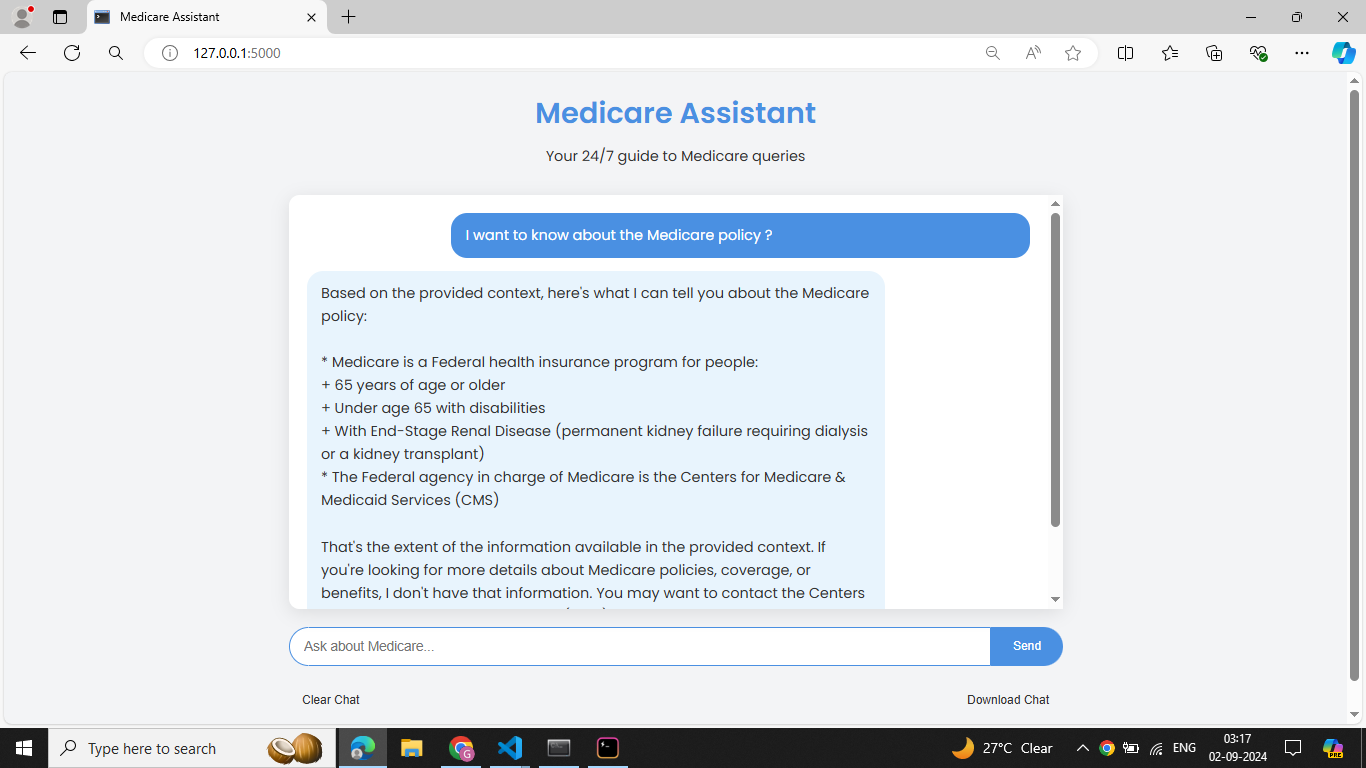 Medicare Assistant
127.0.0.1:5000
Medicare Assistant
Your 24/7 guide to Medicare queries
I want to know about the Medicare policy ?
Based on the provided context, here's what I can tell you about the Medicare
policy:
* Medicare is a Federal health insurance program for people:
+ 65 years of age or older
+ Under age 65 with disabilities
+ With End-Stage Renal Disease (permanent kidney failure requiring dialysis
or a kidney transplant)
* The Federal agency in charge of Medicare is the Centers for Medicare &
Medicaid Services (CMS)
That's the extent of the information available in the provided context. If
you're looking for more details about Medicare policies, coverage, or
benefits, I don't have that information. You may want to contact the Centers
Ask about Medicare...
Send
Clear Chat
Download Chat
Type here to search
27°C Clear
ENG
03:17
02-09-2024